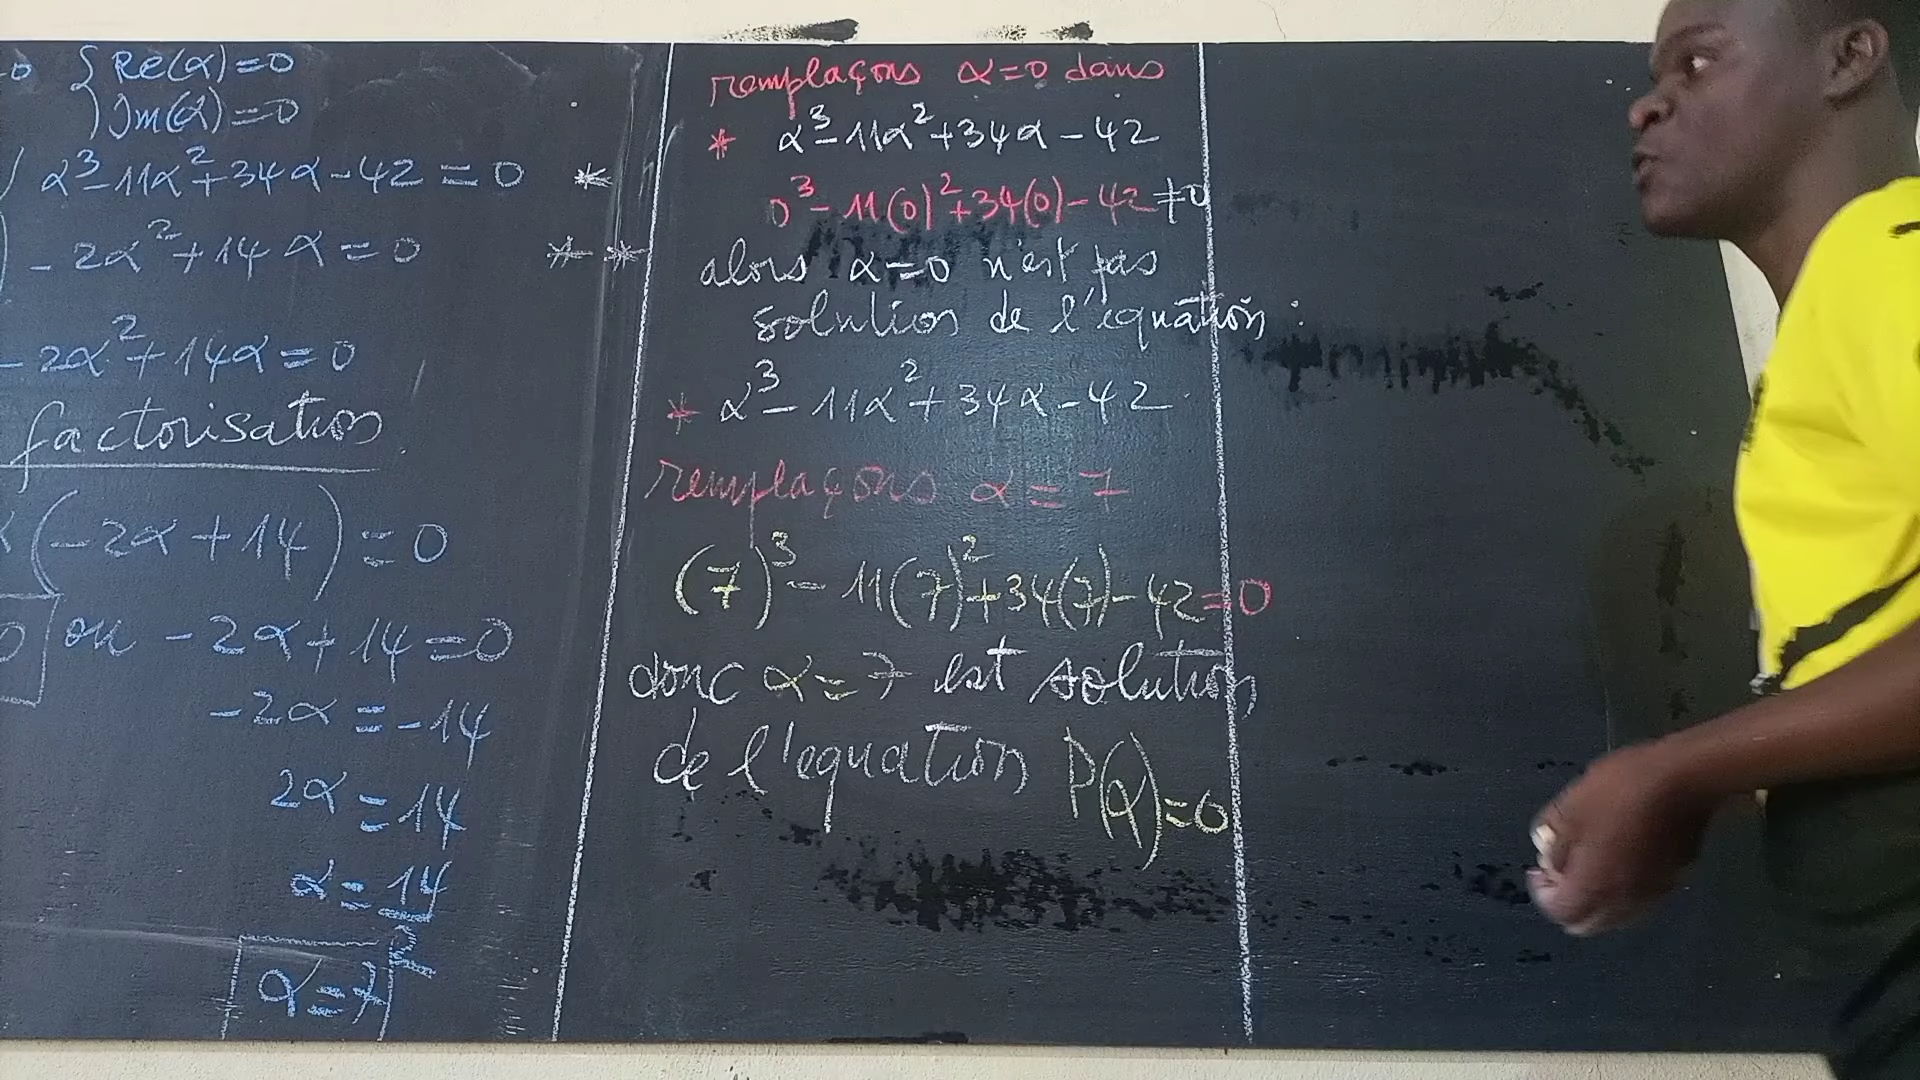 0 { Re(α)=0
Im(α)=0
α³-11α²+34α-42=0 *
-2α²+14α=0 **
-2α²+14α=0
factorisation
α(-2α+14)=0
0 ou -2α+14=0
-2α=-14
2α=14
α=14
2
α=7
remplaçons α=0 dans
* α³-11α²+34α-42
0³-11(0)²+34(0)-42≠0
alors α=0 n'est pas
solution de l'équation :
* α³-11α²+34α-42
remplaçons α=7
(7)³-11(7)²+34(7)-42=0
donc α=7 est solution
de l'equation P(α)=0